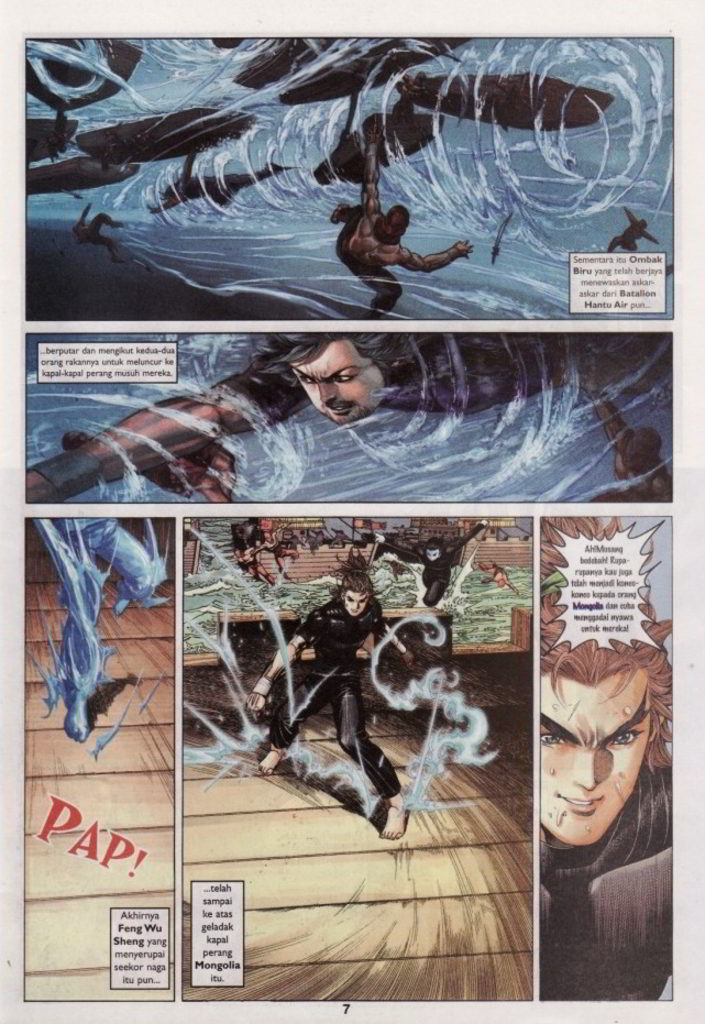 Sementara itu Ombak
Biru yang telah berjaya
menewaskan askar-
askar dari Batalion
Hantu Air pun...
...berputar dan mengikut kedua-dua
orang rakannya untuk meluncur ke
kapal-kapal perang musuh mereka.
PAP!
Akhirnya
Feng Wu
Sheng yang
menyerupai
seekor naga
itu pun...
...telah
sampai
ke atas
geladak
kapal
perang
Mongolia
itu.
Ah!Musang
bedebah! Rupa-
rupanya kau juga
telah menjadi
kepada orang
Mongolia dan cuba
menggadai nyawa
untuk mereka!
7